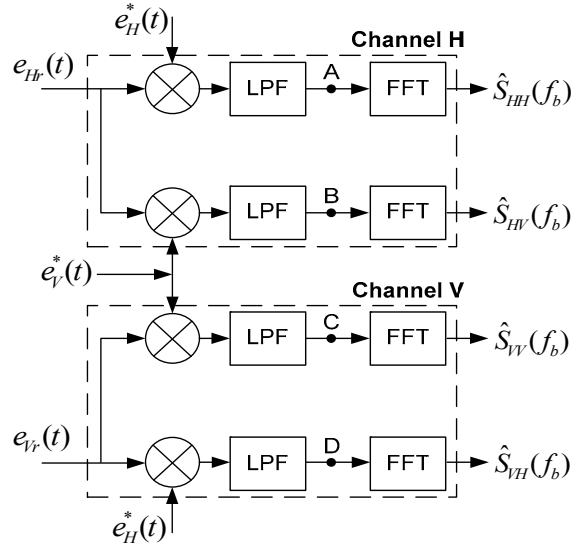 e*_H(t)
Channel H
e_Hr(t)
LPF
A
FFT
Ŝ_HH(f_b)
LPF
B
FFT
Ŝ_HV(f_b)
e*_V(t)
Channel V
LPF
C
FFT
Ŝ_VV(f_b)
e_Vr(t)
LPF
D
FFT
Ŝ_VH(f_b)
e*_H(t)